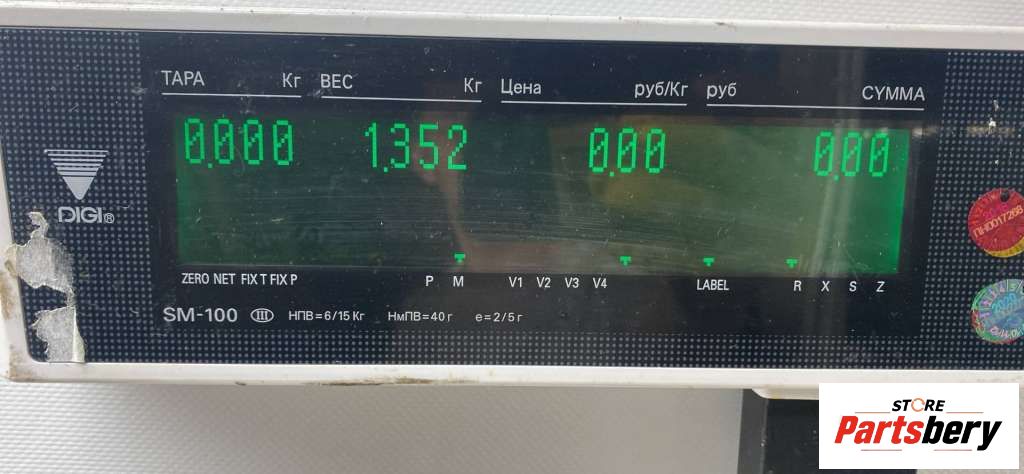 ТАРА Кг ВЕС Кг Цена руб/Кг руб СУММА
0.000 1.352 0.00 0.00
DIGI®
ZERO NET FIX T FIX P P M V1 V2 V3 V4 LABEL R X S Z
SM-100 III НПВ=6/15 Кг НмПВ=40 г e=2/5 г
ПН0017268
STORE
Partsbery